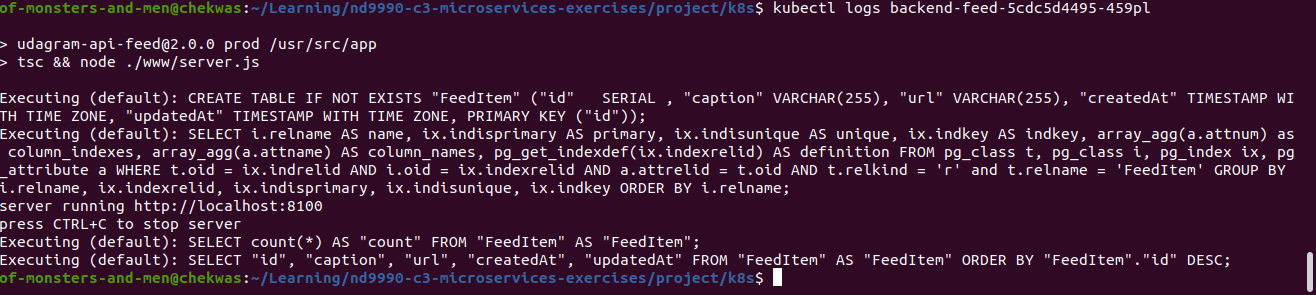 of-monsters-and-men@chekwas:~/Learning/nd9990-c3-microservices-exercises/project/k8s$ kubectl logs backend-feed-5cdc5d4495-459pl
> udagram-api-feed@2.0.0 prod /usr/src/app
> tsc && node ./www/server.js
Executing (default): CREATE TABLE IF NOT EXISTS "FeedItem" ("id"   SERIAL , "caption" VARCHAR(255), "url" VARCHAR(255), "createdAt" TIMESTAMP WI
TH TIME ZONE, "updatedAt" TIMESTAMP WITH TIME ZONE, PRIMARY KEY ("id"));
Executing (default): SELECT i.relname AS name, ix.indisprimary AS primary, ix.indisunique AS unique, ix.indkey AS indkey, array_agg(a.attnum) as
 column_indexes, array_agg(a.attname) AS column_names, pg_get_indexdef(ix.indexrelid) AS definition FROM pg_class t, pg_class i, pg_index ix, pg
_attribute a WHERE t.oid = ix.indrelid AND i.oid = ix.indexrelid AND a.attrelid = t.oid AND t.relkind = 'r' and t.relname = 'FeedItem' GROUP BY
i.relname, ix.indexrelid, ix.indisprimary, ix.indisunique, ix.indkey ORDER BY i.relname;
server running http://localhost:8100
press CTRL+C to stop server
Executing (default): SELECT count(*) AS "count" FROM "FeedItem" AS "FeedItem";
Executing (default): SELECT "id", "caption", "url", "createdAt", "updatedAt" FROM "FeedItem" AS "FeedItem" ORDER BY "FeedItem"."id" DESC;
of-monsters-and-men@chekwas:~/Learning/nd9990-c3-microservices-exercises/project/k8s$